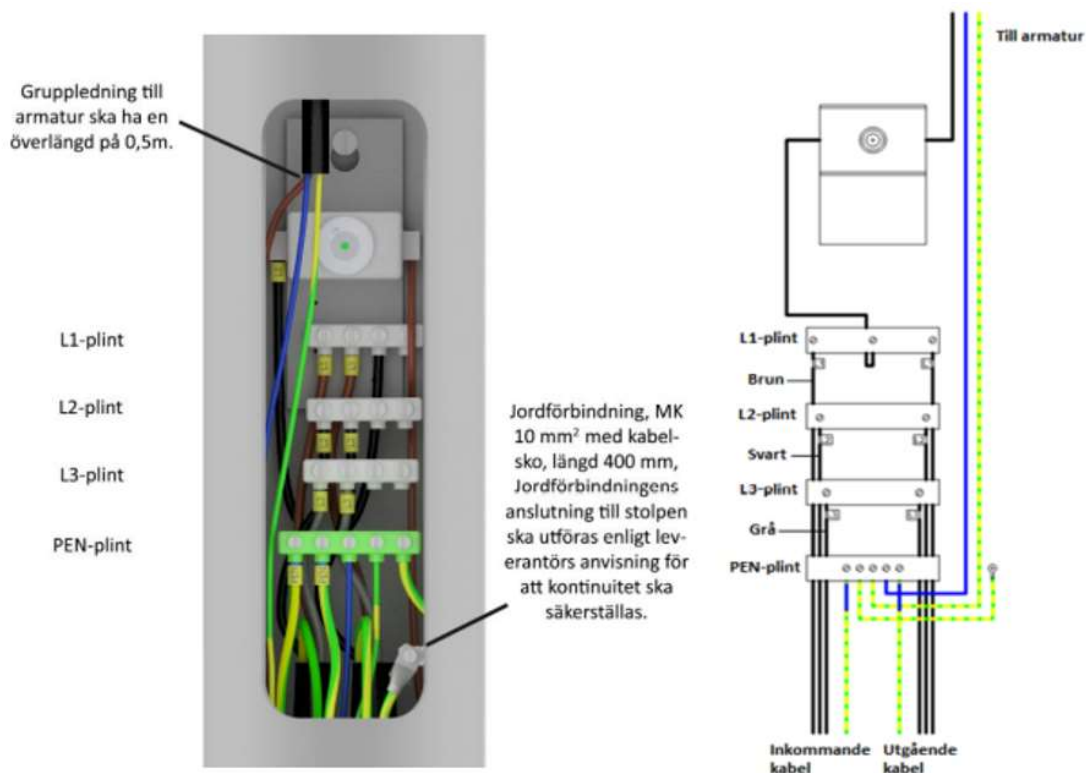 Gruppledning till
armatur ska ha en
överlängd på 0,5m.
L1-plint
L2-plint
L3-plint
PEN-plint
Jordförbindning, MK
10 mm² med kabel-
sko, längd 400 mm,
Jordförbindningens
anslutning till stolpen
ska utföras enligt lev-
erantörs anvisning för
att kontinuitet ska
säkerställas.
Till armatur
L1-plint
Brun
L2-plint
Svart
L3-plint
Grå
PEN-plint
Inkommande
kabel
Utgående
kabel